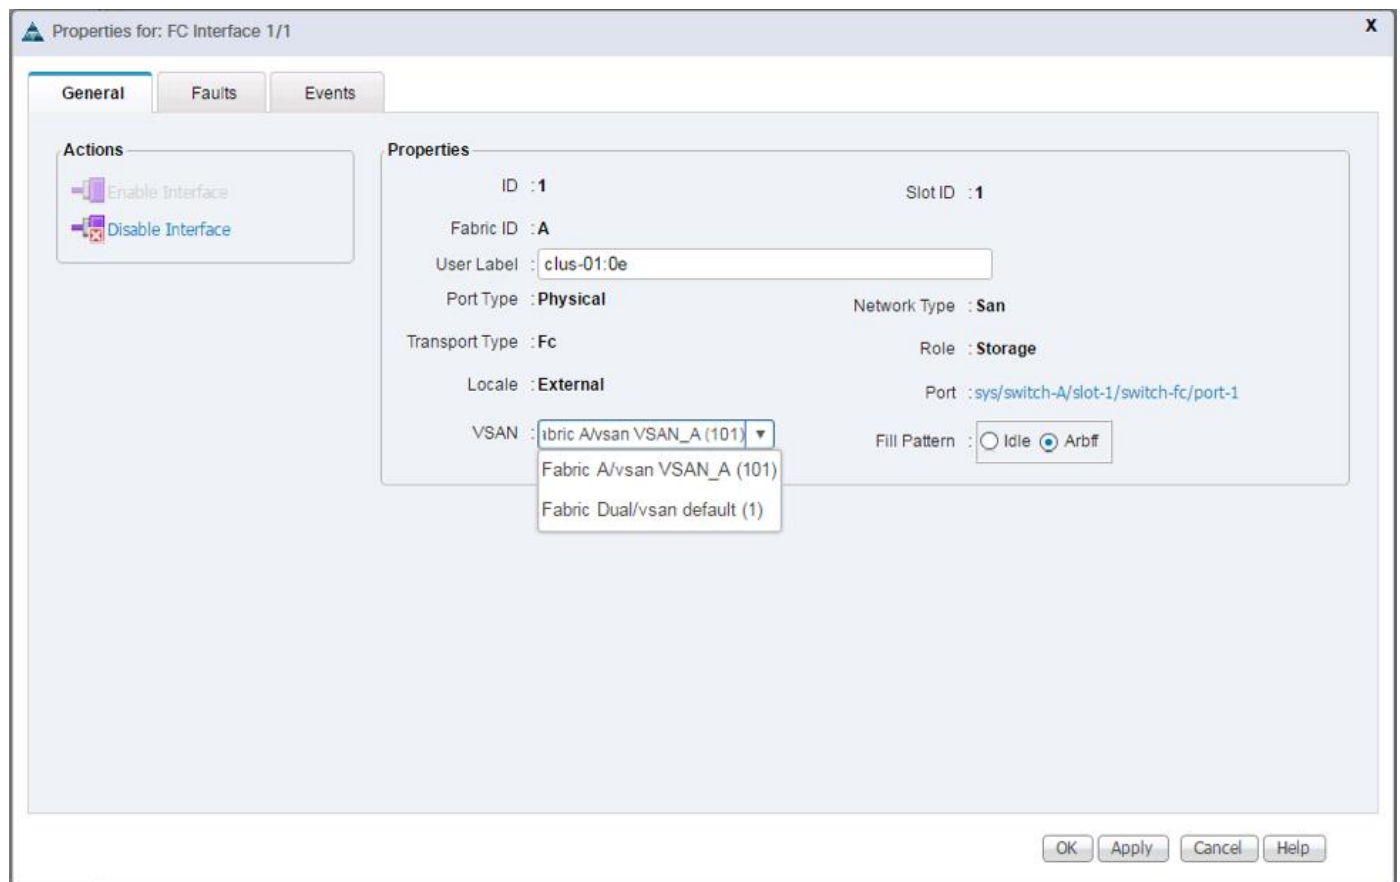 Properties for: FC Interface 1/1
X
General
Faults
Events
Actions
Enable Interface
Disable Interface
Properties
ID : 1
Slot ID : 1
Fabric ID : A
User Label : clus-01:0e
Port Type : Physical
Network Type : San
Transport Type : Fc
Role : Storage
Locale : External
Port : sys/switch-A/slot-1/switch-fc/port-1
VSAN : abric A/vsan VSAN_A (101) ▼
Fill Pattern : Idle Arbff
Fabric A/vsan VSAN_A (101)
Fabric Dual/vsan default (1)
OK
Apply
Cancel
Help